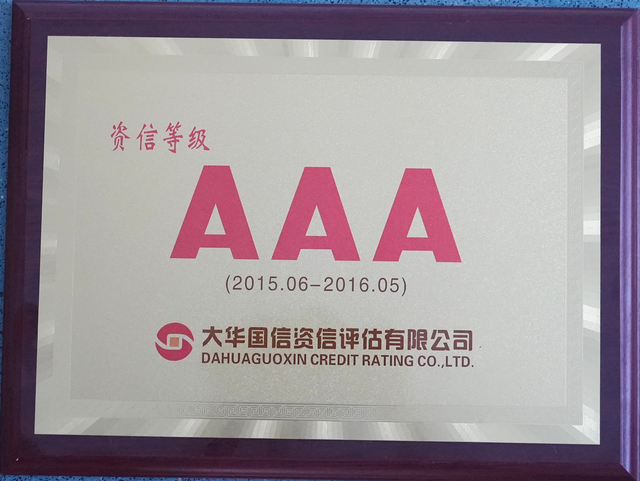 资信等级
AAA
(2015.06-2016.05)
大华国信资信评估有限公司
DAHUAGUOXIN CREDIT RATING CO.,LTD.